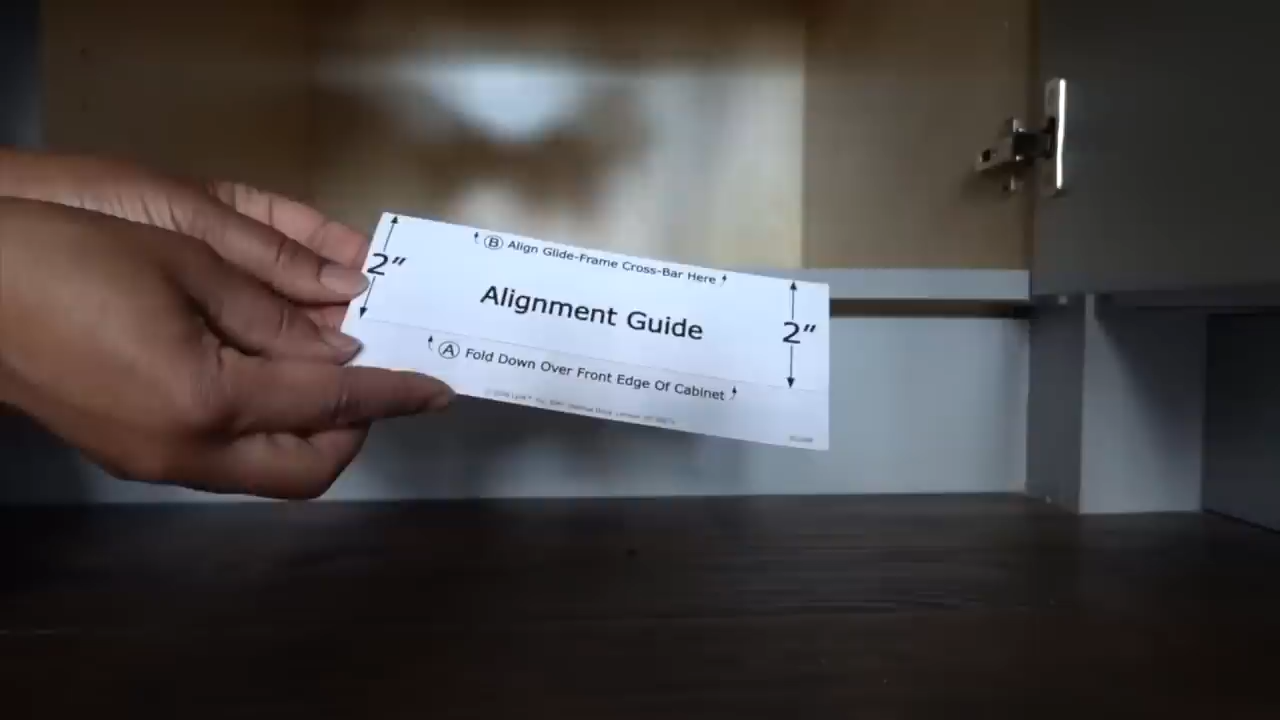 Ⓑ Align Glide-Frame Cross-Bar Here
2″
Alignment Guide
2″
Ⓐ Fold Down Over Front Edge Of Cabinet